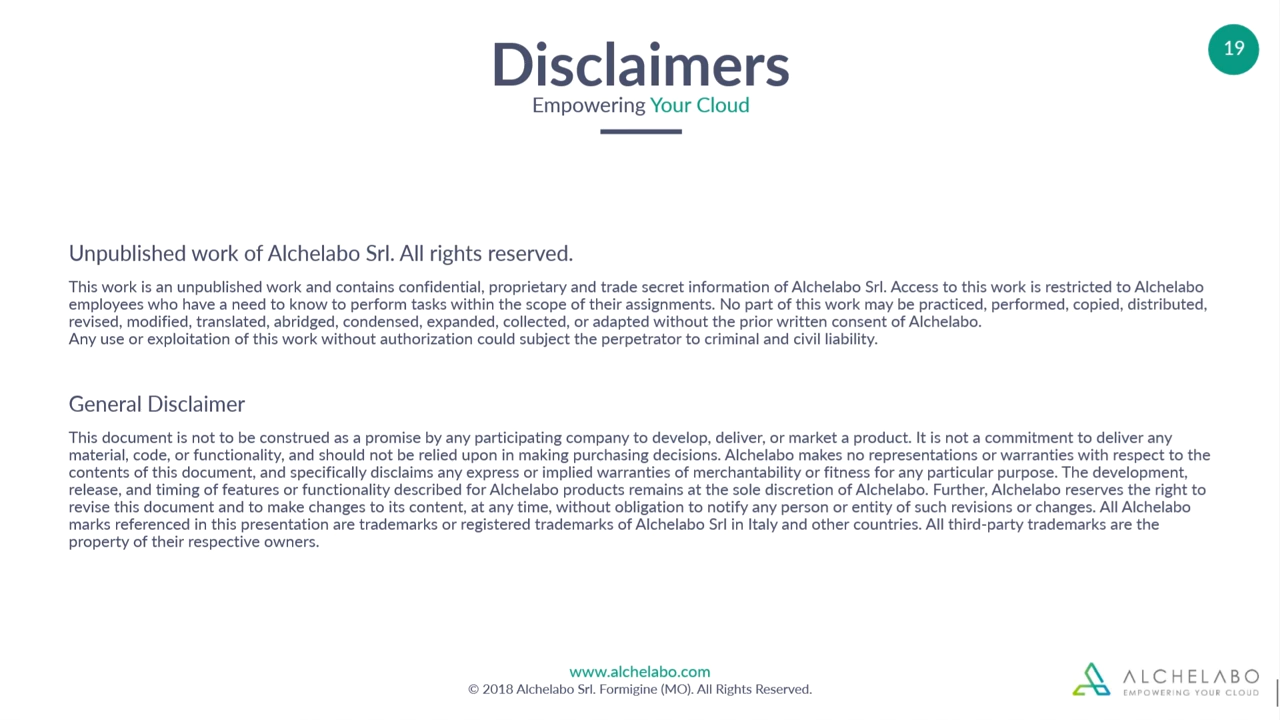 Disclaimers
19
Empowering Your Cloud
Unpublished work of Alchelabo Srl. All rights reserved.
This work is an unpublished work and contains confidential, proprietary and trade secret information of Alchelabo Srl. Access to this work is restricted to Alchelabo
employees who have a need to know to perform tasks within the scope of their assignments. No part of this work may be practiced, performed, copied, distributed,
revised, modified, translated, abridged, condensed, expanded, collected, or adapted without the prior written consent of Alchelabo.
Any use or exploitation of this work without authorization could subject the perpetrator to criminal and civil liability.
General Disclaimer
This document is not to be construed as a promise by any participating company to develop, deliver, or market a product. It is not a commitment to deliver any
material, code, or functionality, and should not be relied upon in making purchasing decisions. Alchelabo makes no representations or warranties with respect to the
contents of this document, and specifically disclaims any express or implied warranties of merchantability or fitness for any particular purpose. The development,
release, and timing of features or functionality described for Alchelabo products remains at the sole discretion of Alchelabo. Further, Alchelabo reserves the right to
revise this document and to make changes to its content, at any time, without obligation to notify any person or entity of such revisions or changes. All Alchelabo
marks referenced in this presentation are trademarks or registered trademarks of Alchelabo Srl in Italy and other countries. All third-party trademarks are the
property of their respective owners.
www.alchelabo.com
© 2018 Alchelabo Srl. Formigine (MO). All Rights Reserved.
ALCHELABO
EMPOWERING YOUR CLOUD